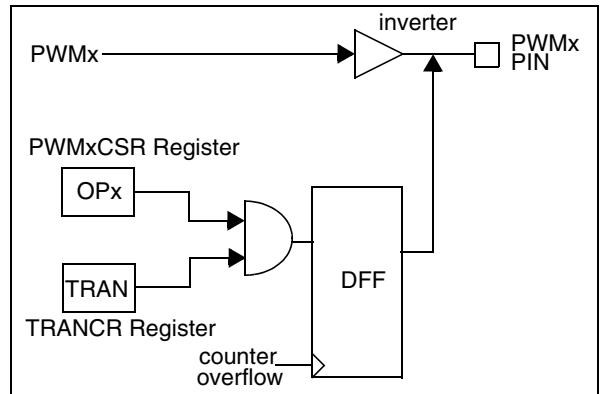 inverter
PWMx
PWMx
PIN
PWMxCSR Register
OPx
TRAN
TRANCR Register
DFF
counter
overflow